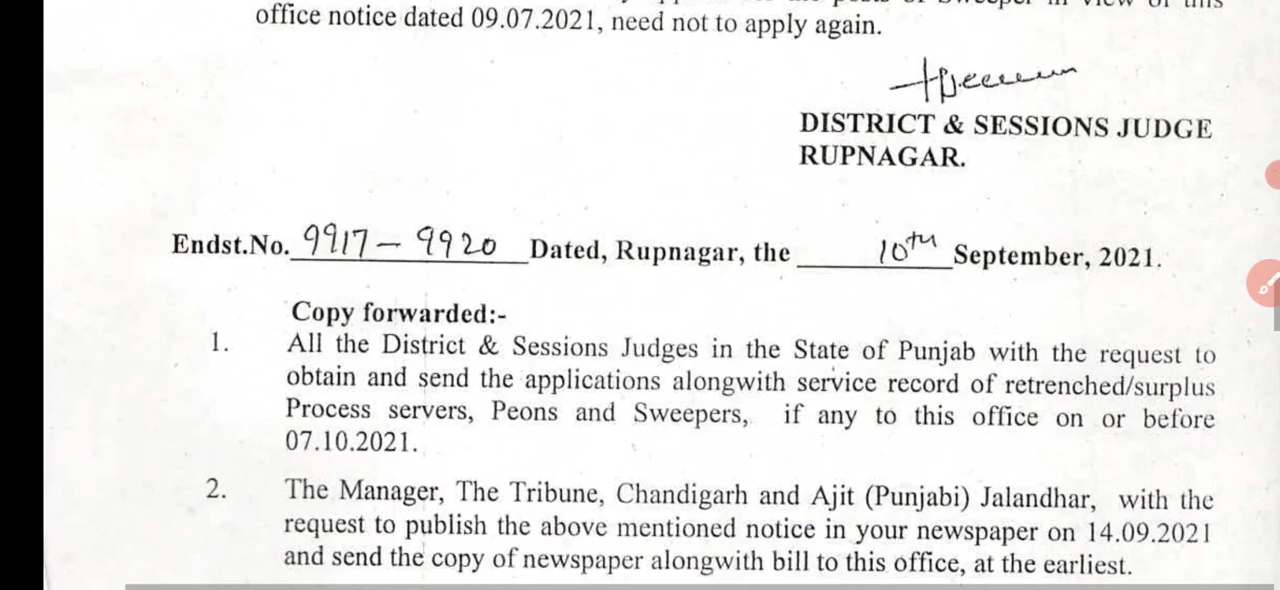 office notice dated 09.07.2021, need not to apply again.
DISTRICT & SESSIONS JUDGE
RUPNAGAR.
Endst.No. 9917 - 9920 Dated, Rupnagar, the 10th September, 2021.
Copy forwarded:-
1. All the District & Sessions Judges in the State of Punjab with the request to
obtain and send the applications alongwith service record of retrenched/surplus
Process servers, Peons and Sweepers, if any to this office on or before
07.10.2021.
2. The Manager, The Tribune, Chandigarh and Ajit (Punjabi) Jalandhar, with the
request to publish the above mentioned notice in your newspaper on 14.09.2021
and send the copy of newspaper alongwith bill to this office, at the earliest.